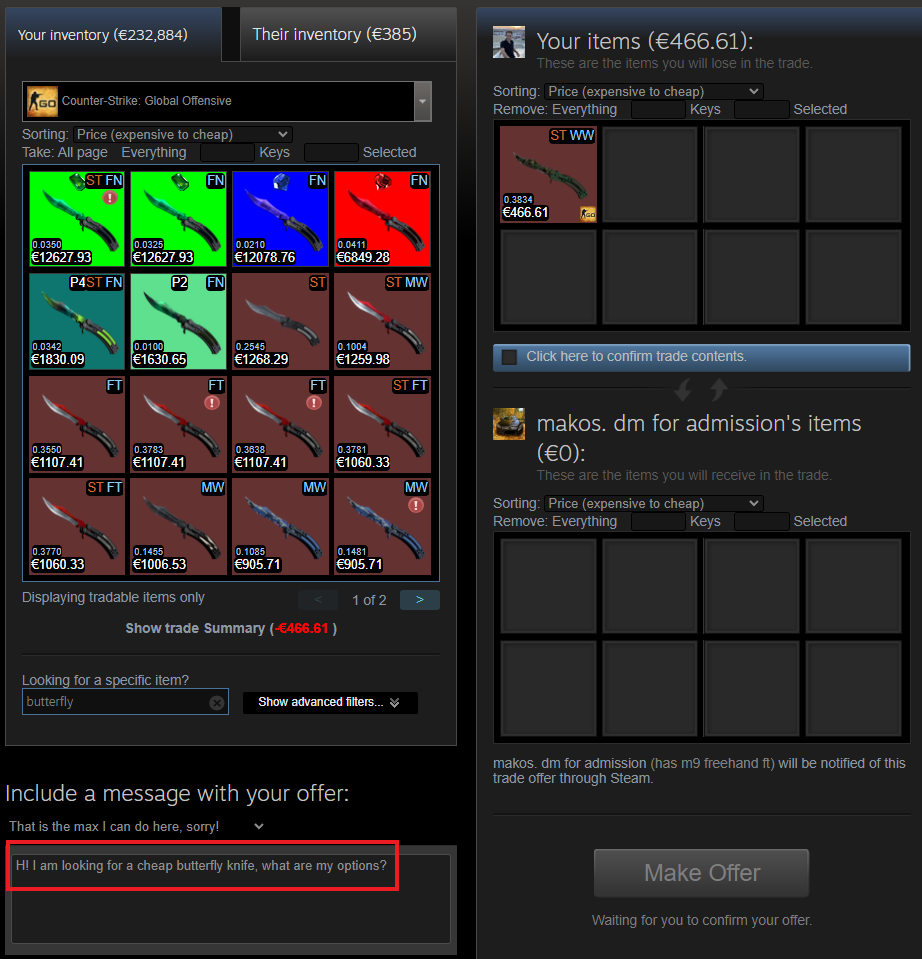 Your inventory (€232,884)
Their inventory (€385)
GO
Counter-Strike: Global Offensive
Sorting: Price (expensive to cheap)
Take: All page Everything Keys Selected
ST FN
!
0.0350
€12627.93
FN
0.0325
€12627.93
FN
0.0210
€12078.76
FN
0.0411
€6849.28
P4 ST FN
0.0342
€1830.09
P2 FN
0.0100
€1630.65
ST
0.2545
€1268.29
ST MW
0.1004
€1259.98
FT
0.3550
€1107.41
FT
!
0.3783
€1107.41
FT
!
0.3638
€1107.41
ST FT
0.3781
€1060.33
ST FT
0.3770
€1060.33
MW
0.1455
€1006.53
MW
0.1085
€905.71
MW
!
0.1481
€905.71
Displaying tradable items only
< 1 of 2 >
Show trade Summary (-€466.61 )
Looking for a specific item?
butterfly
Show advanced filters...
Include a message with your offer:
That is the max I can do here, sorry!
H! I am looking for a cheap butterfly knife, what are my options?
Your items (€466.61):
These are the items you will lose in the trade.
Sorting: Price (expensive to cheap)
Remove: Everything Keys Selected
ST WW
0.3834
€466.61
GO
Click here to confirm trade contents.
makos. dm for admission's items
(€0):
These are the items you will receive in the trade.
Sorting: Price (expensive to cheap)
Remove: Everything Keys Selected
makos. dm for admission (has m9 freehand ft) will be notified of this
trade offer through Steam.
Make Offer
Waiting for you to confirm your offer.